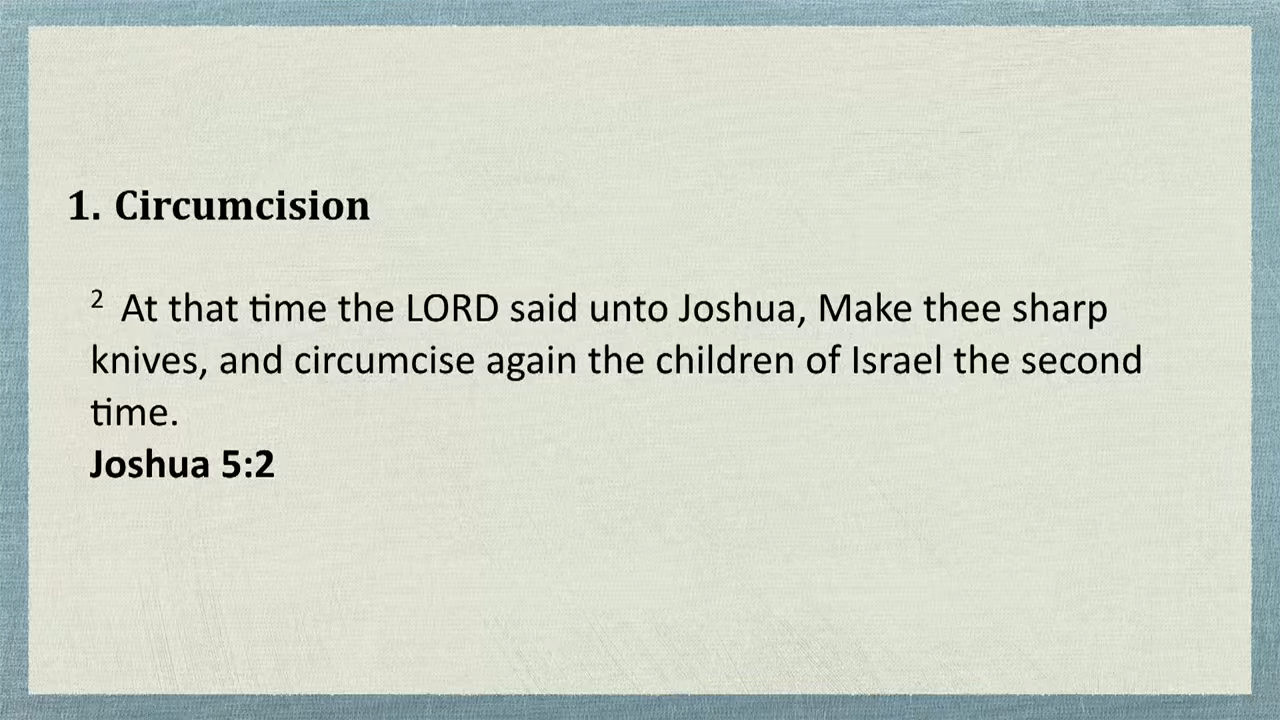 1. Circumcision
2 At that time the LORD said unto Joshua, Make thee sharp
knives, and circumcise again the children of Israel the second
time.
Joshua 5:2